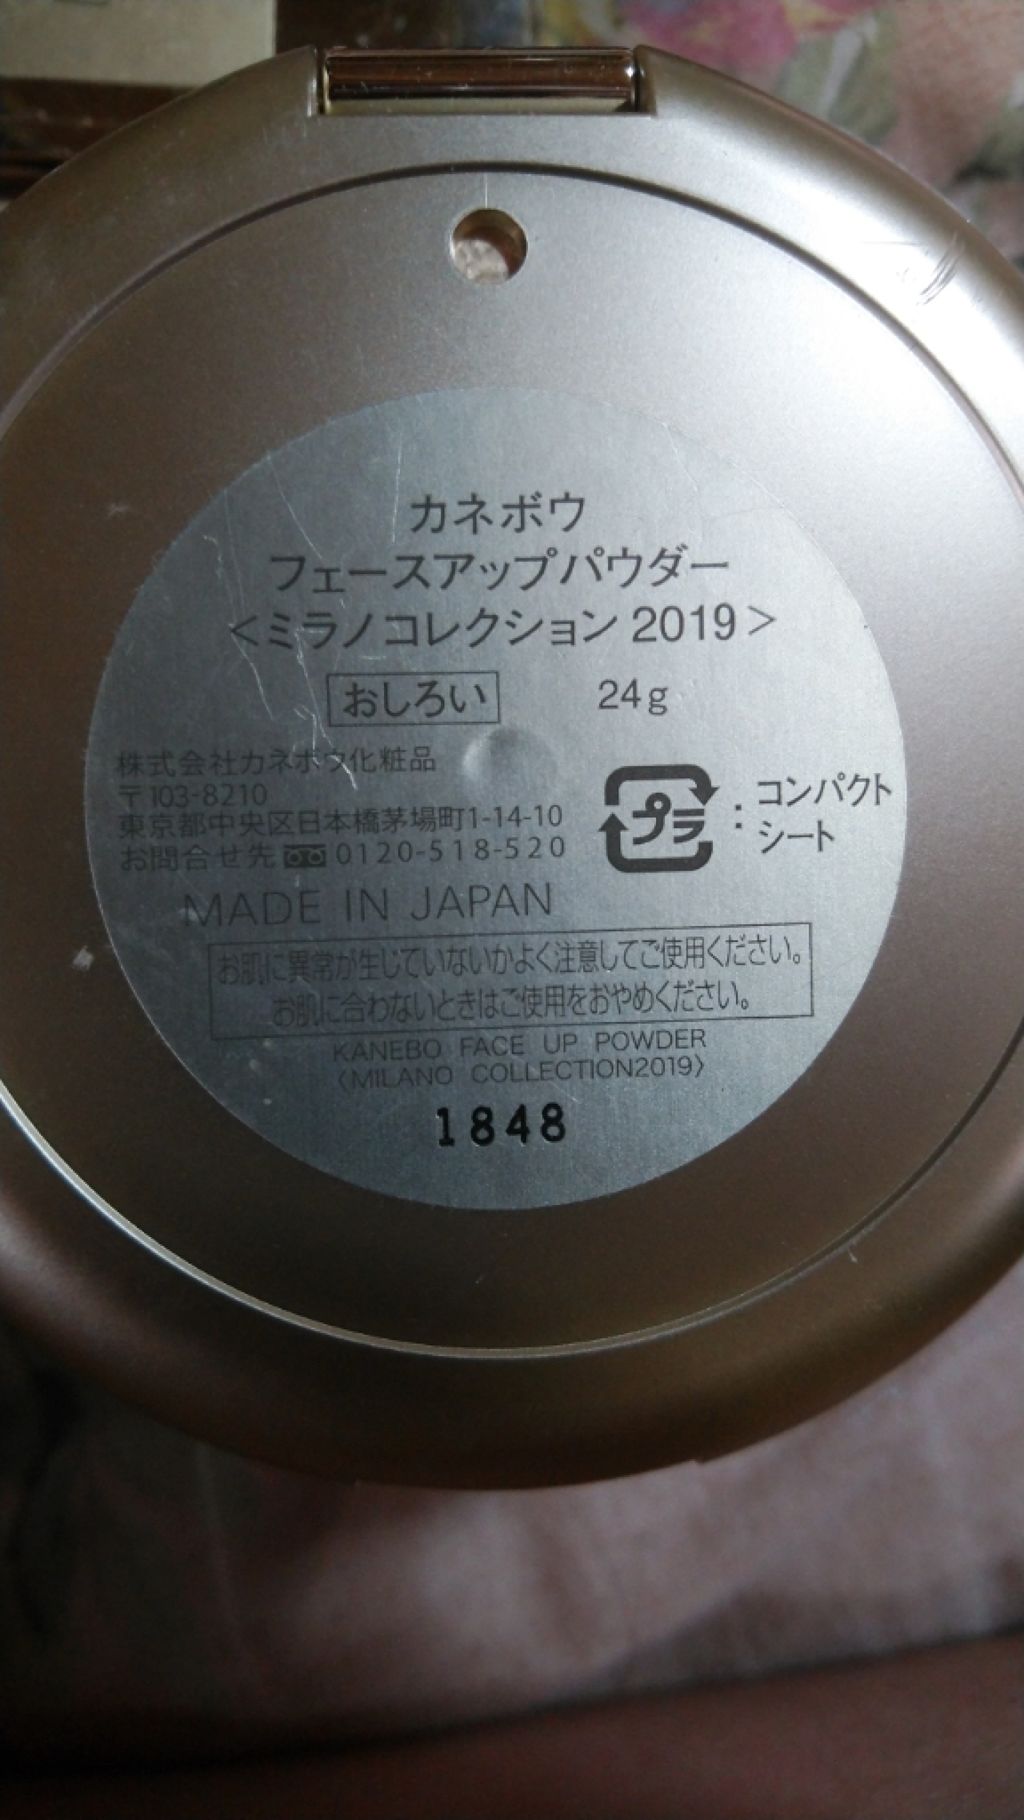 カネボウ
フェースアップパウダー
<ミラノコレクション 2019>
おしろい 24g
株式会社カネボウ化粧品
〒103-8210
東京都中央区日本橋茅場町1-14-10
お問合せ先 0120-518-520
プラ : コンパクト
シート
MADE IN JAPAN
お肌に異常が生じていないかよく注意してご使用ください。
お肌に合わないときはご使用をおやめください。
KANEBO FACE UP POWDER
〈MILANO COLLECTION2019〉
1848